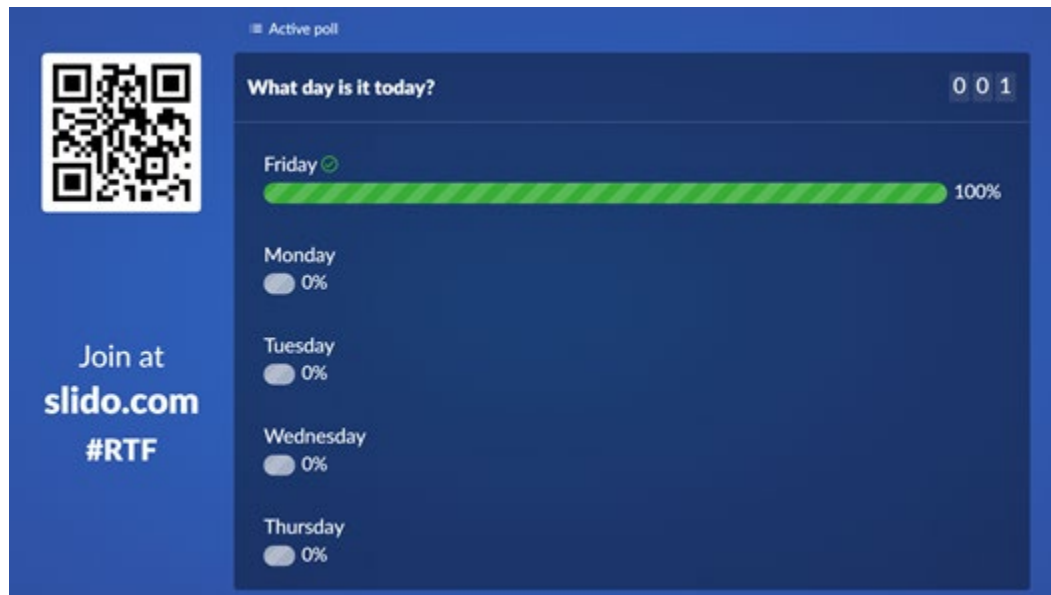 Active poll
What day is it today?
0 0 1
Friday
100%
Monday
0%
Tuesday
0%
Wednesday
0%
Thursday
0%
Join at
slido.com
#RTF